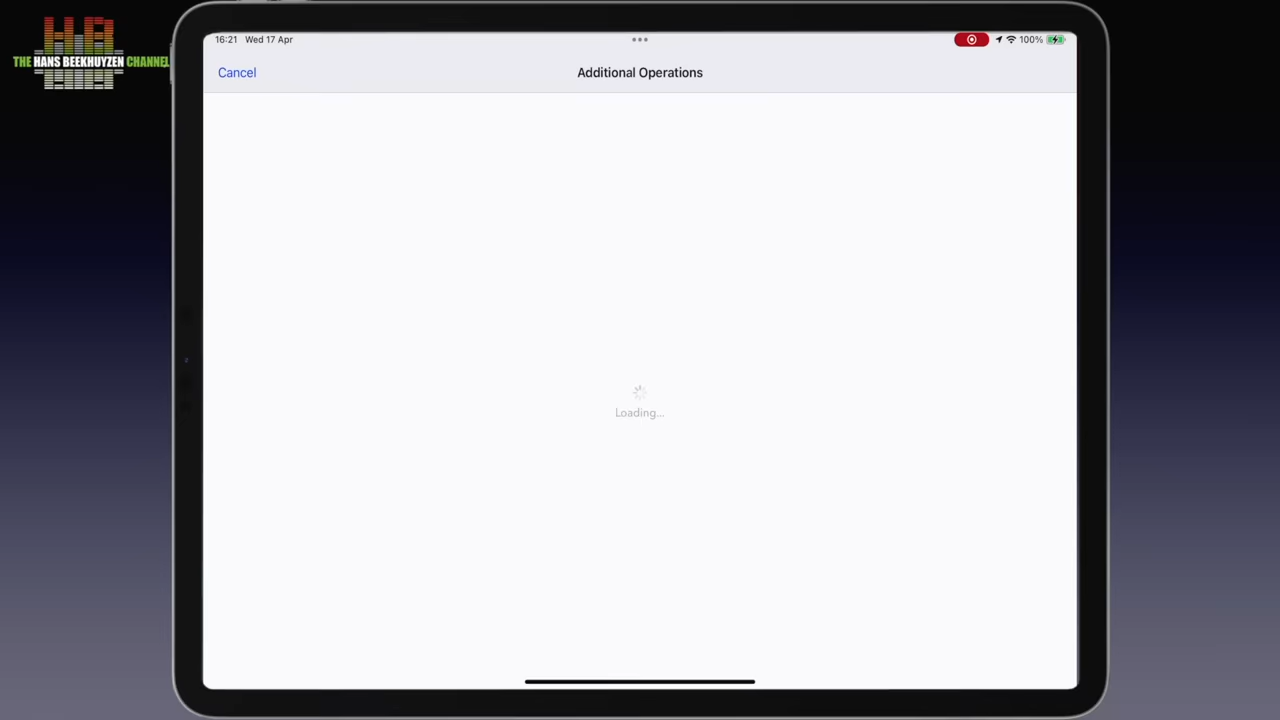 THE HANS BEEKHUYZEN CHANNEL
16:21 Wed 17 Apr
100%
Cancel
Additional Operations
Loading...